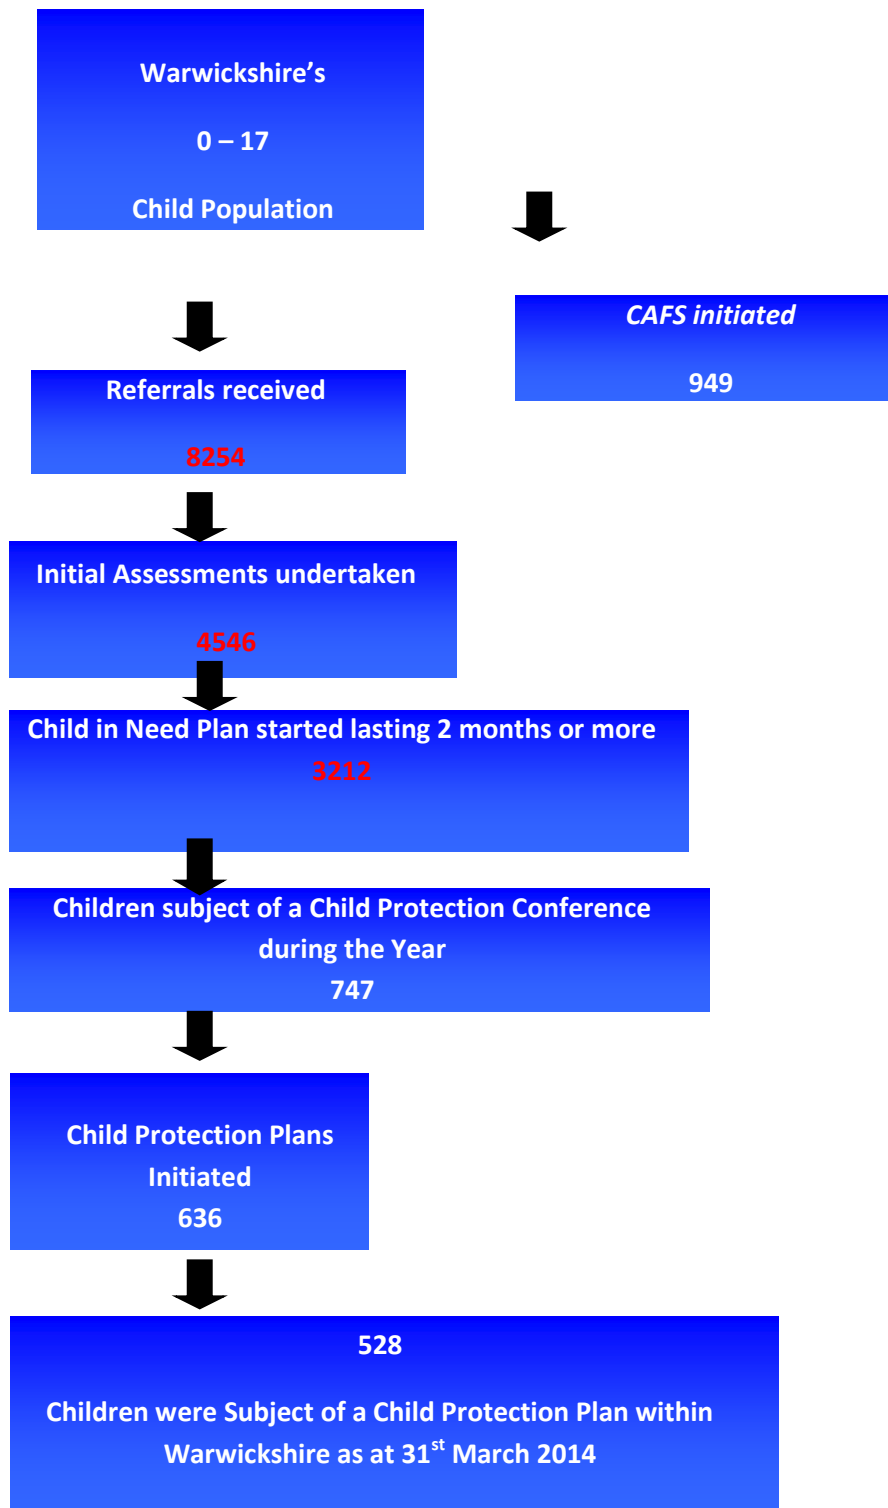 Warwickshire’s
0 – 17
Child Population
CAFS initiated
949
Referrals received
8254
Initial Assessments undertaken
4546
Child in Need Plan started lasting 2 months or more
3212
Children subject of a Child Protection Conference
during the Year
747
Child Protection Plans
Initiated
636
528
Children were Subject of a Child Protection Plan within
Warwickshire as at 31st March 2014